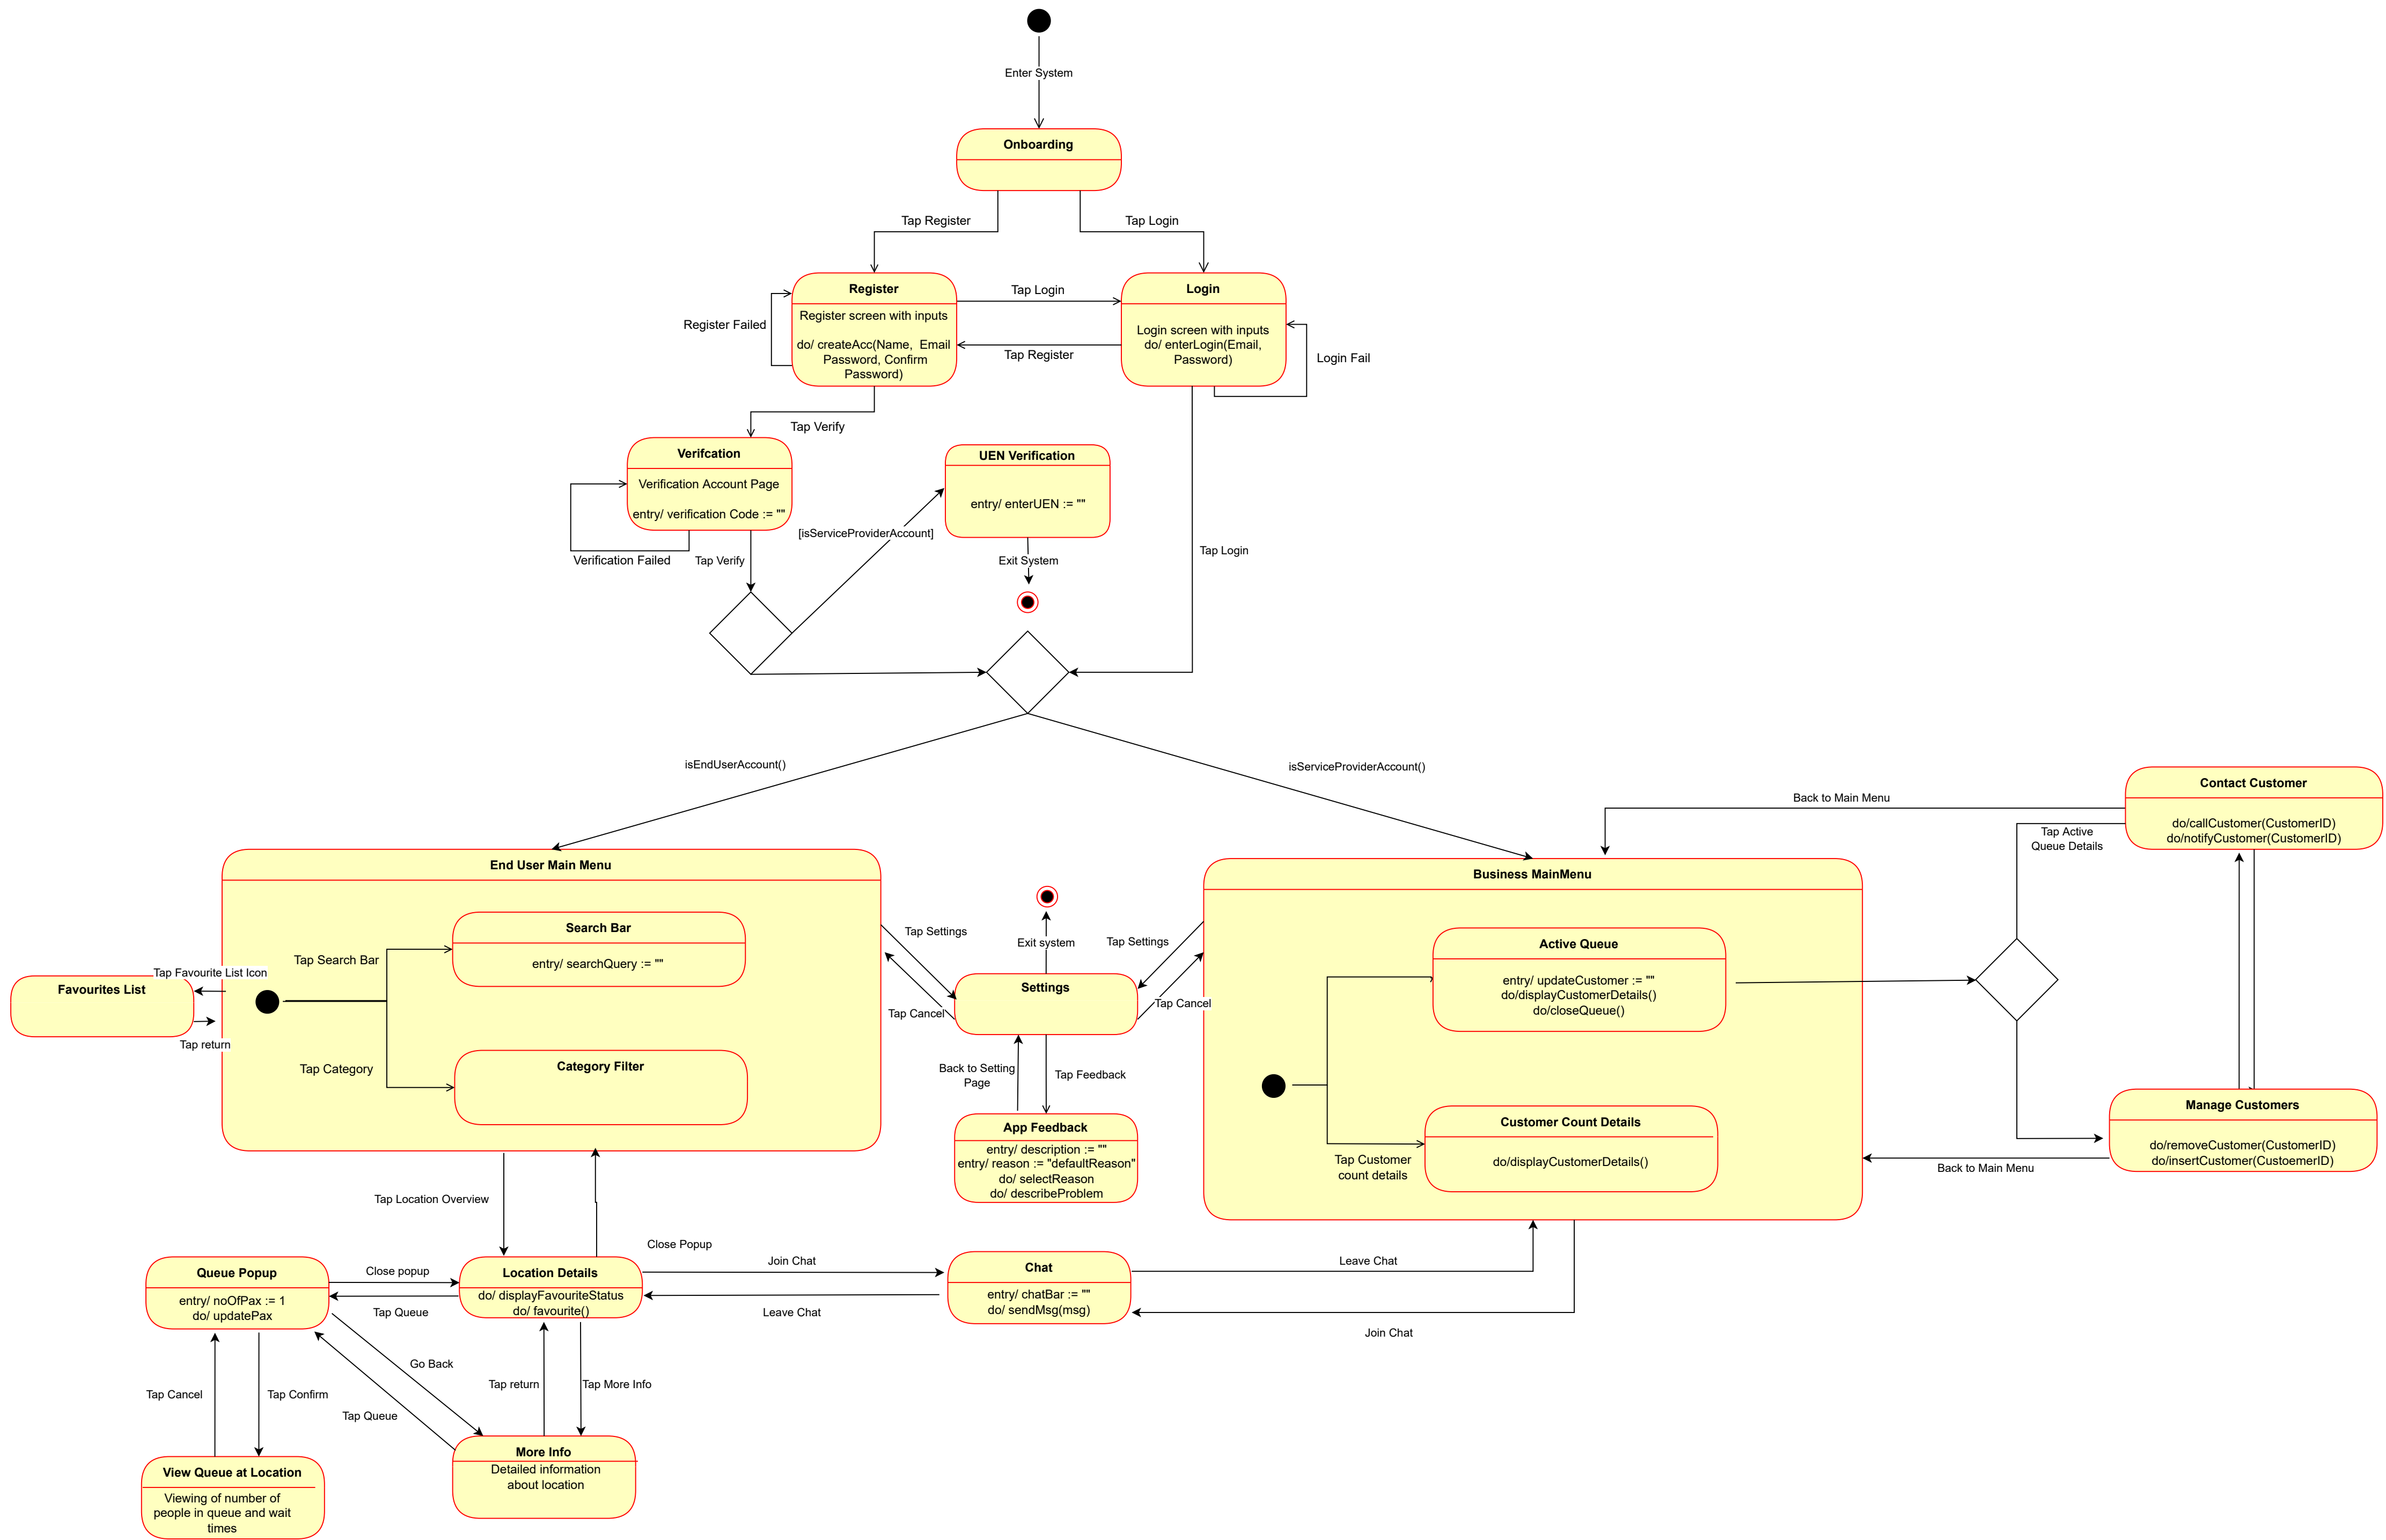 Enter System
Onboarding
Tap Register
Tap Login
Register
Register screen with inputs
do/ createAcc(Name,  Email
Password, Confirm
Password)
Register Failed
Tap Login
Tap Register
Login
Login screen with inputs
do/ enterLogin(Email,
Password)
Login Fail
Tap Verify
Verifcation
Verification Account Page
entry/ verification Code := ""
Verification Failed
Tap Verify
[isServiceProviderAccount]
UEN Verification
entry/ enterUEN := ""
Exit System
Tap Login
isEndUserAccount()
isServiceProviderAccount()
End User Main Menu
Search Bar
entry/ searchQuery := ""
Tap Search Bar
Tap Category
Category Filter
Tap Favourite List Icon
Favourites List
Tap return
Tap Settings
Tap Cancel
Exit system
Settings
Tap Settings
Tap Cancel
Back to Setting
Page
Tap Feedback
App Feedback
entry/ description := ""
entry/ reason := "defaultReason"
do/ selectReason
do/ describeProblem
Business MainMenu
Active Queue
entry/ updateCustomer := ""
do/displayCustomerDetails()
do/closeQueue()
Customer Count Details
do/displayCustomerDetails()
Tap Customer
count details
Back to Main Menu
Tap Active
Queue Details
Contact Customer
do/callCustomer(CustomerID)
do/notifyCustomer(CustomerID)
Manage Customers
do/removeCustomer(CustomerID)
do/insertCustomer(CustoemerID)
Back to Main Menu
Tap Location Overview
Close Popup
Queue Popup
entry/ noOfPax := 1
do/ updatePax
Close popup
Tap Queue
Location Details
do/ displayFavouriteStatus
do/ favourite()
Join Chat
Leave Chat
Chat
entry/ chatBar := ""
do/ sendMsg(msg)
Leave Chat
Join Chat
Go Back
Tap Queue
Tap return
Tap More Info
Tap Cancel
Tap Confirm
More Info
Detailed information
about location
View Queue at Location
Viewing of number of
people in queue and wait
times